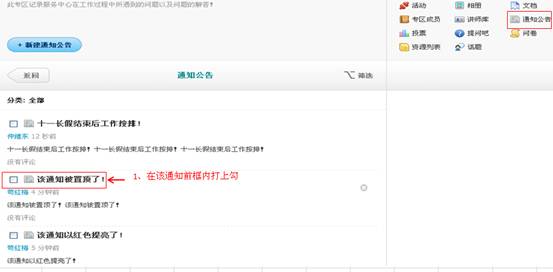 此专区记录服务中心在工作过程中所遇到的问题以及问题的解答!
+ 新建通知公告
活动 相册 文档
专区成员 讲师库 通知公告
投票 提问吧 问卷
资源列表 话题
返回 通知公告 筛选
分类: 全部
十一长假结束后工作按排!
仲维东 12 秒前
十一长假结束后工作按排! 十一长假结束后工作按排! 十一长假结束后工作按排!
没有评论
该通知被置顶了!
1、在该通知前框内打上勾
苟红梅 4 分钟前
该通知被置顶了! 该通知被置顶了!
没有评论
该通知以红色提亮了!
苟红梅 5 分钟前
该通知以红色提亮了!